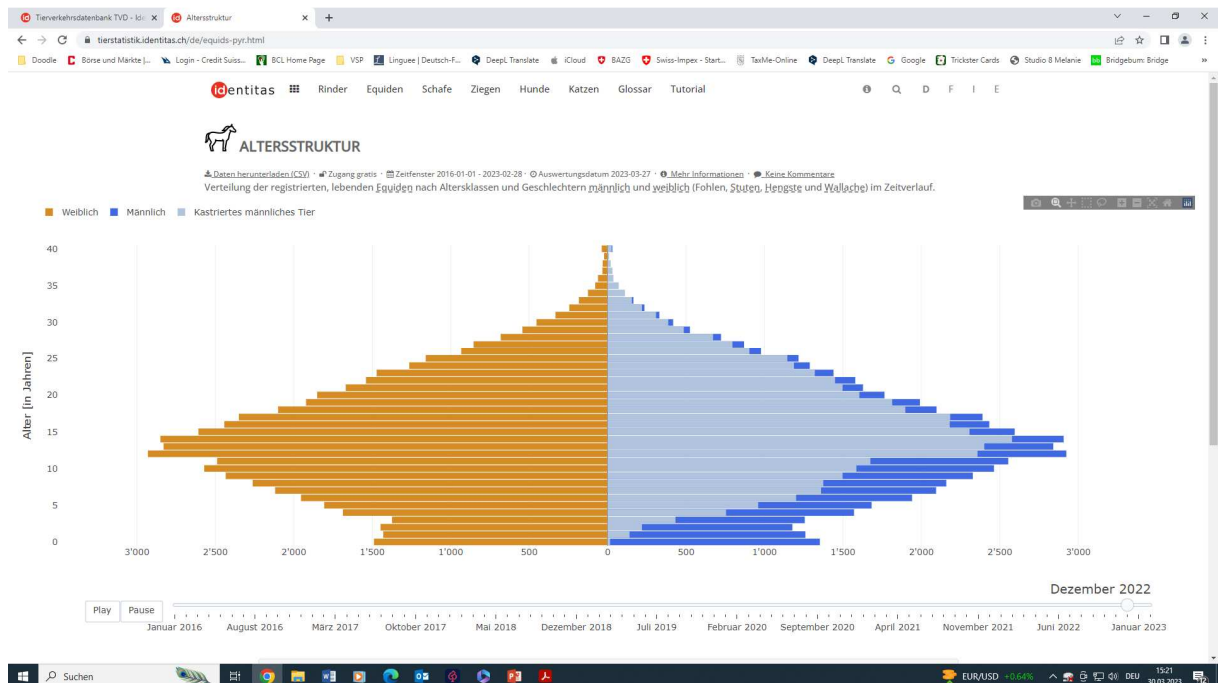 Tierverkehrsdatenbank TVD - Ide
Altersstruktur
tierstatistik.identitas.ch/de/equids-pyr.html
Doodle Börse und Märkte |... Login - Credit Suiss... BCL Home Page VSP Linguee | Deutsch-F... DeepL Translate iCloud BAZG Swiss-Impex - Start... TaxMe-Online DeepL Translate Google Trickster Cards Studio 8 Melanie Bridgebum: Bridge »
identitas Rinder Equiden Schafe Ziegen Hunde Katzen Glossar Tutorial D F I E
ALTERSSTRUKTUR
Daten herunterladen (CSV) · Zugang gratis · Zeitfenster 2016-01-01 - 2023-02-28 · Auswertungsdatum 2023-03-27 · Mehr Informationen · Keine Kommentare
Verteilung der registrierten, lebenden Equiden nach Altersklassen und Geschlechtern männlich und weiblich (Fohlen, Stuten, Hengste und Wallache) im Zeitverlauf.
Weiblich Männlich Kastriertes männliches Tier
Alter [in Jahren]
40
35
30
25
20
15
10
5
0
3'000 2'500 2'000 1'500 1'000 500 0 500 1'000 1'500 2'000 2'500 3'000
Dezember 2022
Play Pause
Januar 2016 August 2016 März 2017 Oktober 2017 Mai 2018 Dezember 2018 Juli 2019 Februar 2020 September 2020 April 2021 November 2021 Juni 2022 Januar 2023
Suchen
EUR/USD +0.64% DEU 15:21
30.03.2023